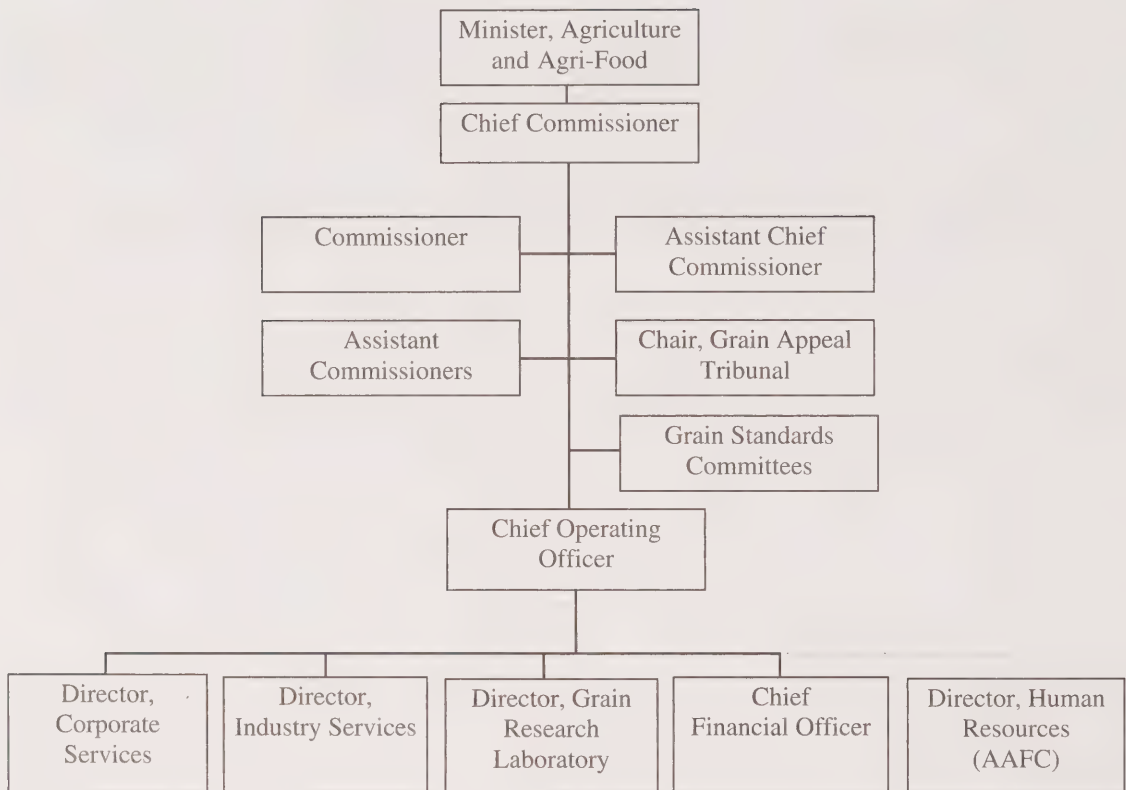 Minister, Agriculture
and Agri-Food
Chief Commissioner
Commissioner
Assistant Chief
Commissioner
Assistant
Commissioners
Chair, Grain Appeal
Tribunal
Grain Standards
Committees
Chief Operating
Officer
Director,
Corporate
Services
Director,
Industry Services
Director, Grain
Research
Laboratory
Chief
Financial Officer
Director, Human
Resources
(AAFC)